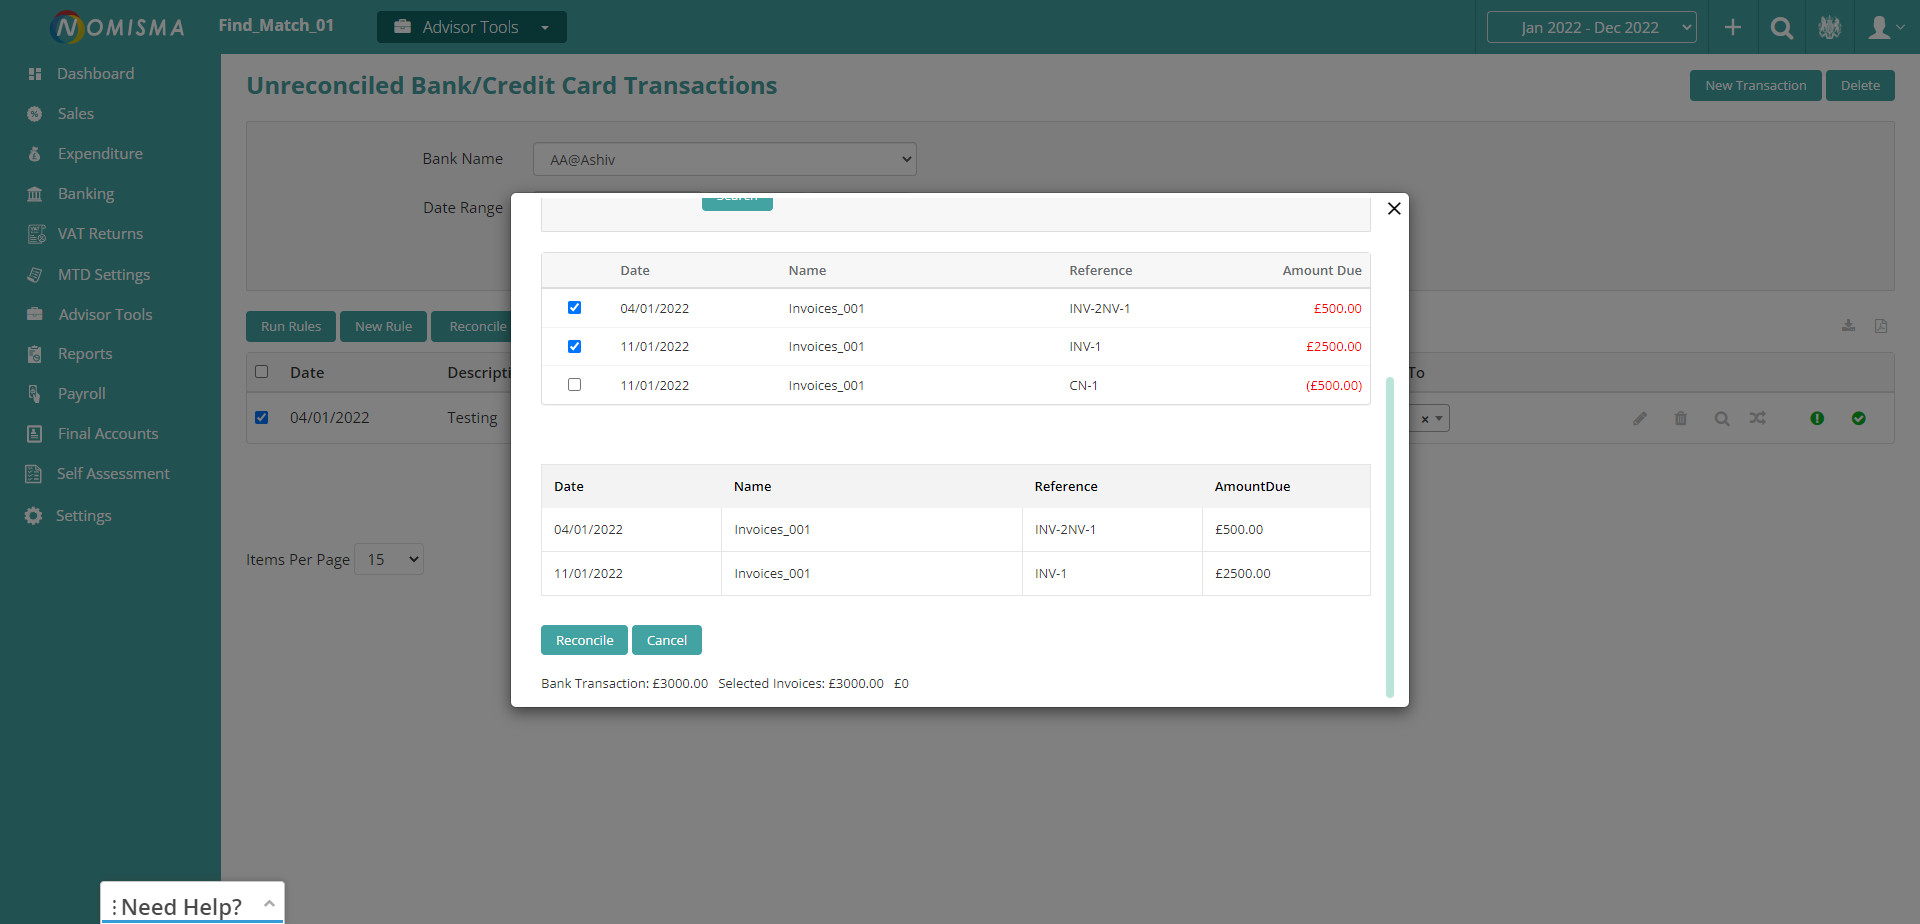 NOMISMA
Find_Match_01
Advisor Tools
Jan 2022 - Dec 2022
Dashboard
Sales
Expenditure
Banking
VAT Returns
MTD Settings
Advisor Tools
Reports
Payroll
Final Accounts
Self Assessment
Settings
Unreconciled Bank/Credit Card Transactions
New Transaction Delete
Bank Name AA@Ashiv
Date Range
Run Rules New Rule Reconcile
Date Descripti To
04/01/2022 Testing ×
Items Per Page 15
Search
Date Name Reference Amount Due
04/01/2022 Invoices_001 INV-2NV-1 £500.00
11/01/2022 Invoices_001 INV-1 £2500.00
11/01/2022 Invoices_001 CN-1 (£500.00)
Date Name Reference AmountDue
04/01/2022 Invoices_001 INV-2NV-1 £500.00
11/01/2022 Invoices_001 INV-1 £2500.00
Reconcile Cancel
Bank Transaction: £3000.00 Selected Invoices: £3000.00 £0
Need Help?